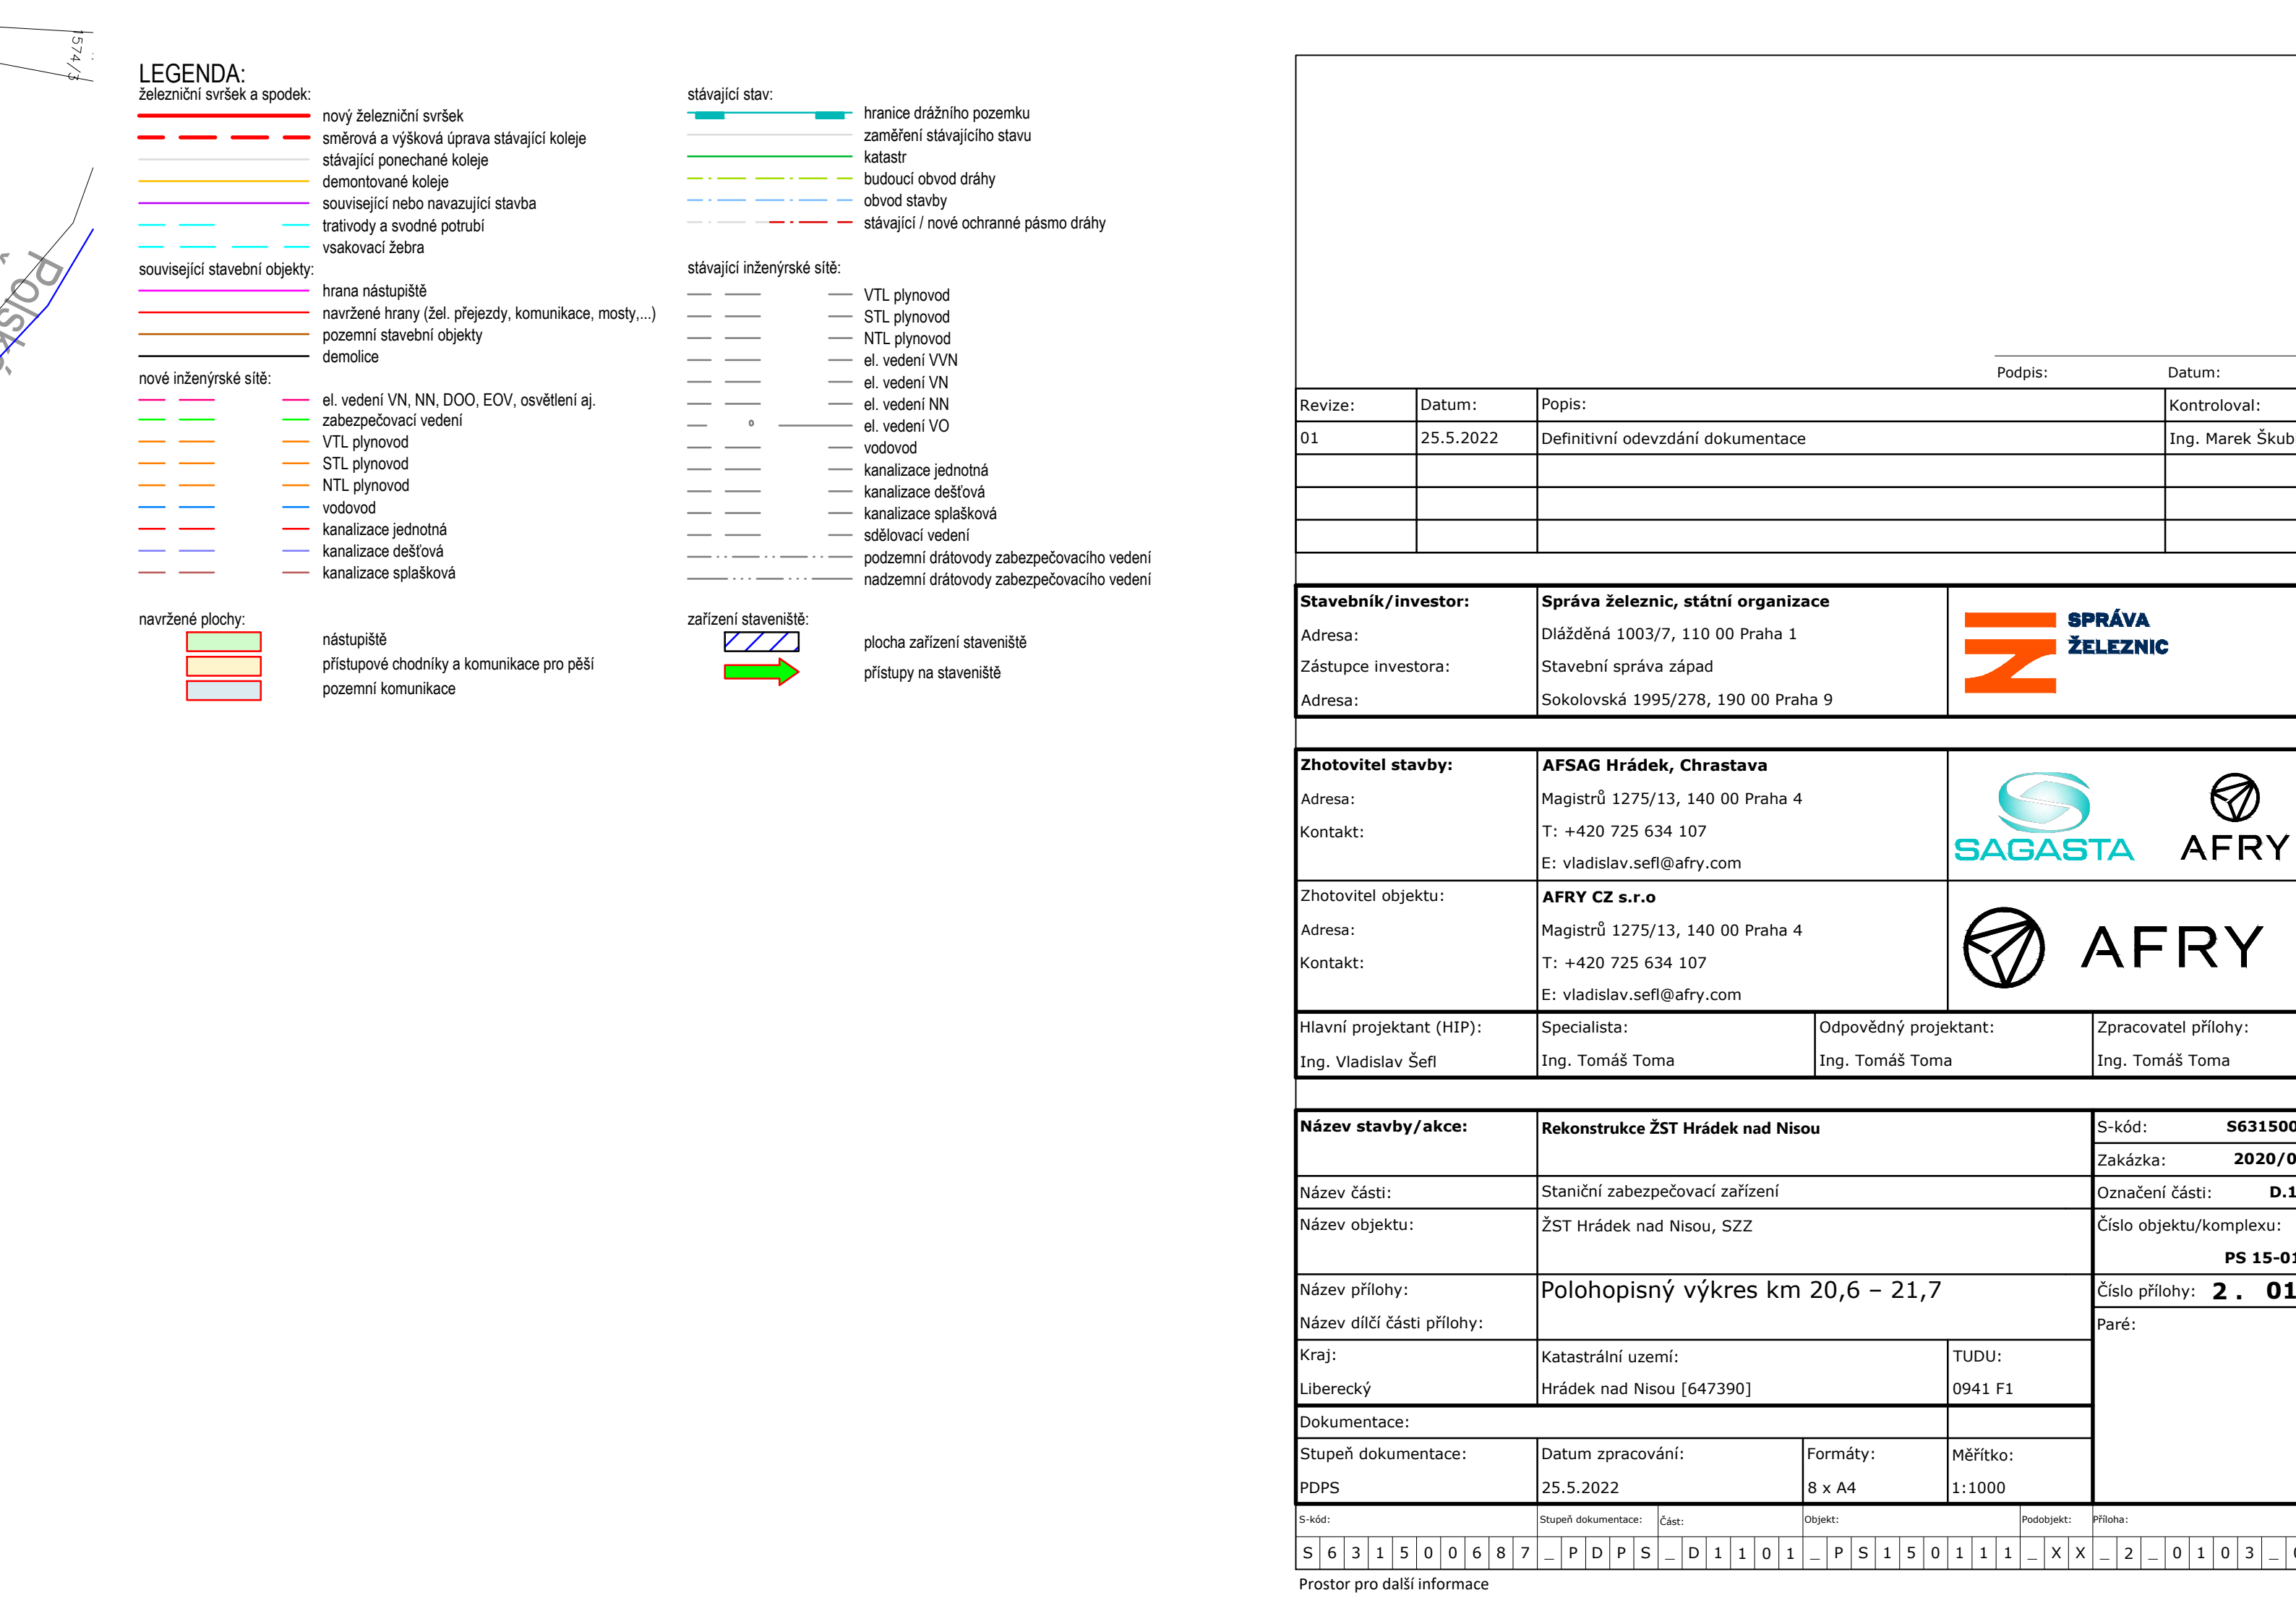 1574/3
Polské
LEGENDA:
železniční svršek a spodek:
nový železniční svršek
směrová a výšková úprava stávající koleje
stávající ponechané koleje
demontované koleje
související nebo navazující stavba
trativody a svodné potrubí
vsakovací žebra
související stavební objekty:
hrana nástupiště
navržené hrany (žel. přejezdy, komunikace, mosty,...)
pozemní stavební objekty
demolice
nové inženýrské sítě:
el. vedení VN, NN, DOO, EOV, osvětlení aj.
zabezpečovací vedení
VTL plynovod
STL plynovod
NTL plynovod
vodovod
kanalizace jednotná
kanalizace dešťová
kanalizace splašková
navržené plochy:
nástupiště
přístupové chodníky a komunikace pro pěší
pozemní komunikace
stávající stav:
hranice drážního pozemku
zaměření stávajícího stavu
katastr
budoucí obvod dráhy
obvod stavby
stávající / nové ochranné pásmo dráhy
stávající inženýrské sítě:
VTL plynovod
STL plynovod
NTL plynovod
el. vedení VVN
el. vedení VN
el. vedení NN
el. vedení VO
vodovod
kanalizace jednotná
kanalizace dešťová
kanalizace splašková
sdělovací vedení
podzemní drátovody zabezpečovacího vedení
nadzemní drátovody zabezpečovacího vedení
zařízení staveniště:
plocha zařízení staveniště
přístupy na staveniště
Podpis: Datum:
Revize: Datum: Popis: Kontroloval:
01 25.5.2022 Definitivní odevzdání dokumentace Ing. Marek Škub
Stavebník/investor: Správa železnic, státní organizace
Adresa: Dlážděná 1003/7, 110 00 Praha 1
Zástupce investora: Stavební správa západ
Adresa: Sokolovská 1995/278, 190 00 Praha 9
SPRÁVA
ŽELEZNIC
Zhotovitel stavby: AFSAG Hrádek, Chrastava
Adresa: Magistrů 1275/13, 140 00 Praha 4
Kontakt: T: +420 725 634 107
E: vladislav.sefl@afry.com
SAGASTA AFRY
Zhotovitel objektu: AFRY CZ s.r.o
Adresa: Magistrů 1275/13, 140 00 Praha 4
Kontakt: T: +420 725 634 107
E: vladislav.sefl@afry.com
AFRY
Hlavní projektant (HIP): Specialista: Odpovědný projektant: Zpracovatel přílohy:
Ing. Vladislav Šefl Ing. Tomáš Toma Ing. Tomáš Toma Ing. Tomáš Toma
Název stavby/akce: Rekonstrukce ŽST Hrádek nad Nisou S-kód: S631500
Zakázka: 2020/0
Název části: Staniční zabezpečovací zařízení Označení části: D.1
Název objektu: ŽST Hrádek nad Nisou, SZZ Číslo objektu/komplexu:
PS 15-01
Název přílohy: Polohopisný výkres km 20,6 – 21,7 Číslo přílohy: 2. 01
Název dílčí části přílohy: Paré:
Kraj: Katastrální uzemí: TUDU:
Liberecký Hrádek nad Nisou [647390] 0941 F1
Dokumentace:
Stupeň dokumentace: Datum zpracování: Formáty: Měřítko:
PDPS 25.5.2022 8 x A4 1:1000
S-kód: Stupeň dokumentace: Část: Objekt: Podobjekt: Příloha:
S 6 3 1 5 0 0 6 8 7 _ P D P S _ D 1 1 0 1 _ P S 1 5 0 1 1 1 _ X X _ 2 _ 0 1 0 3 _
Prostor pro další informace